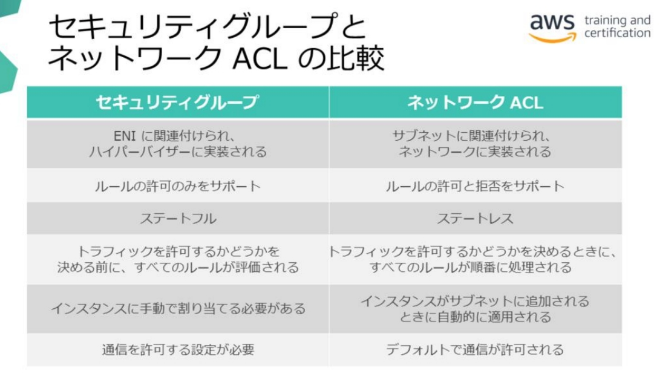 セキュリティグループと
ネットワーク ACL の比較
aws training and
certification
セキュリティグループ
ネットワーク ACL
ENI に関連付けられ、
ハイパーバイザーに実装される
サブネットに関連付けられ、
ネットワークに実装される
ルールの許可のみをサポート
ルールの許可と拒否をサポート
ステートフル
ステートレス
トラフィックを許可するかどうかを
決める前に、すべてのルールが評価される
トラフィックを許可するかどうかを決めるときに、
すべてのルールが順番に処理される
インスタンスに手動で割り当てる必要がある
インスタンスがサブネットに追加される
ときに自動的に適用される
通信を許可する設定が必要
デフォルトで通信が許可される